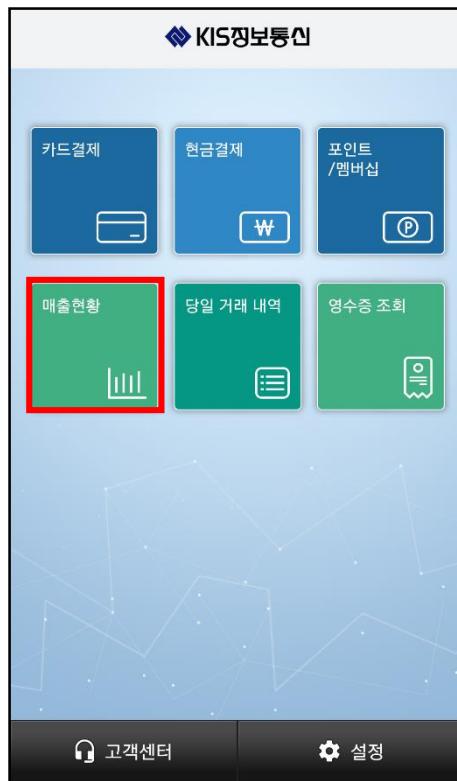 KIS정보통신
카드결제
현금결제
포인트
/멤버십
₩
P
매출현황
당일 거래 내역
영수증 조회
고객센터
설정